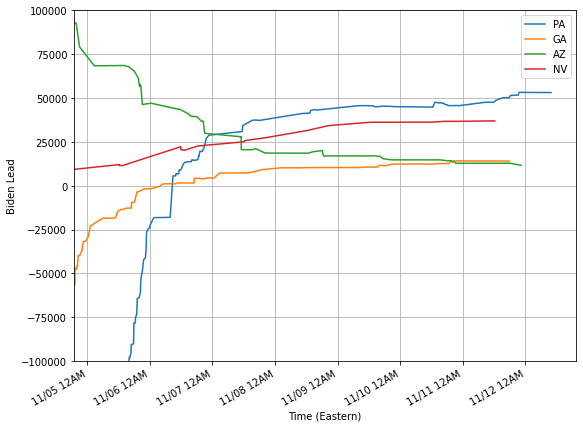 100000
75000
50000
25000
0
−25000
−50000
−75000
−100000
Biden Lead
PA
GA
AZ
NV
11/05 12AM
11/06 12AM
11/07 12AM
11/08 12AM
11/09 12AM
11/10 12AM
11/11 12AM
11/12 12AM
Time (Eastern)